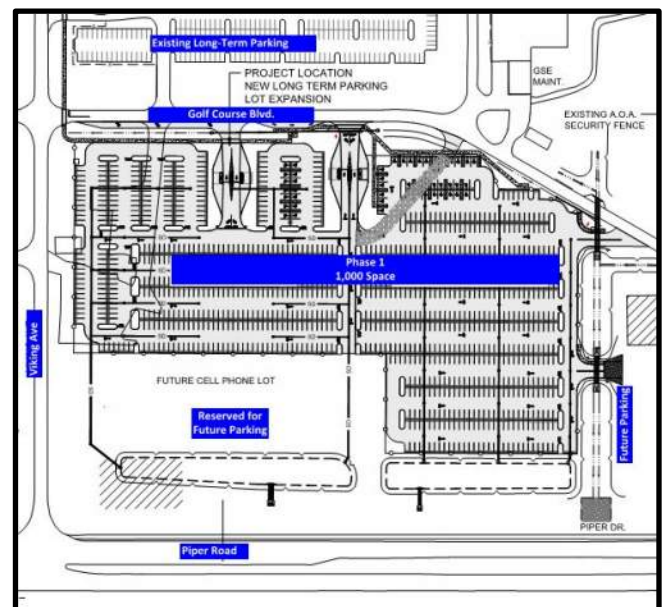 Existing Long-Term Parking
PROJECT LOCATION
NEW LONG TERM PARKING
LOT EXPANSION
GSE
MAINT.
Golf Course Blvd.
EXISTING A.O.A.
SECURITY FENCE
Phase 1
1,000 Space
Viking Ave
FUTURE CELL PHONE LOT
Reserved for
Future Parking
Future Parking
PIPER DR.
Piper Road